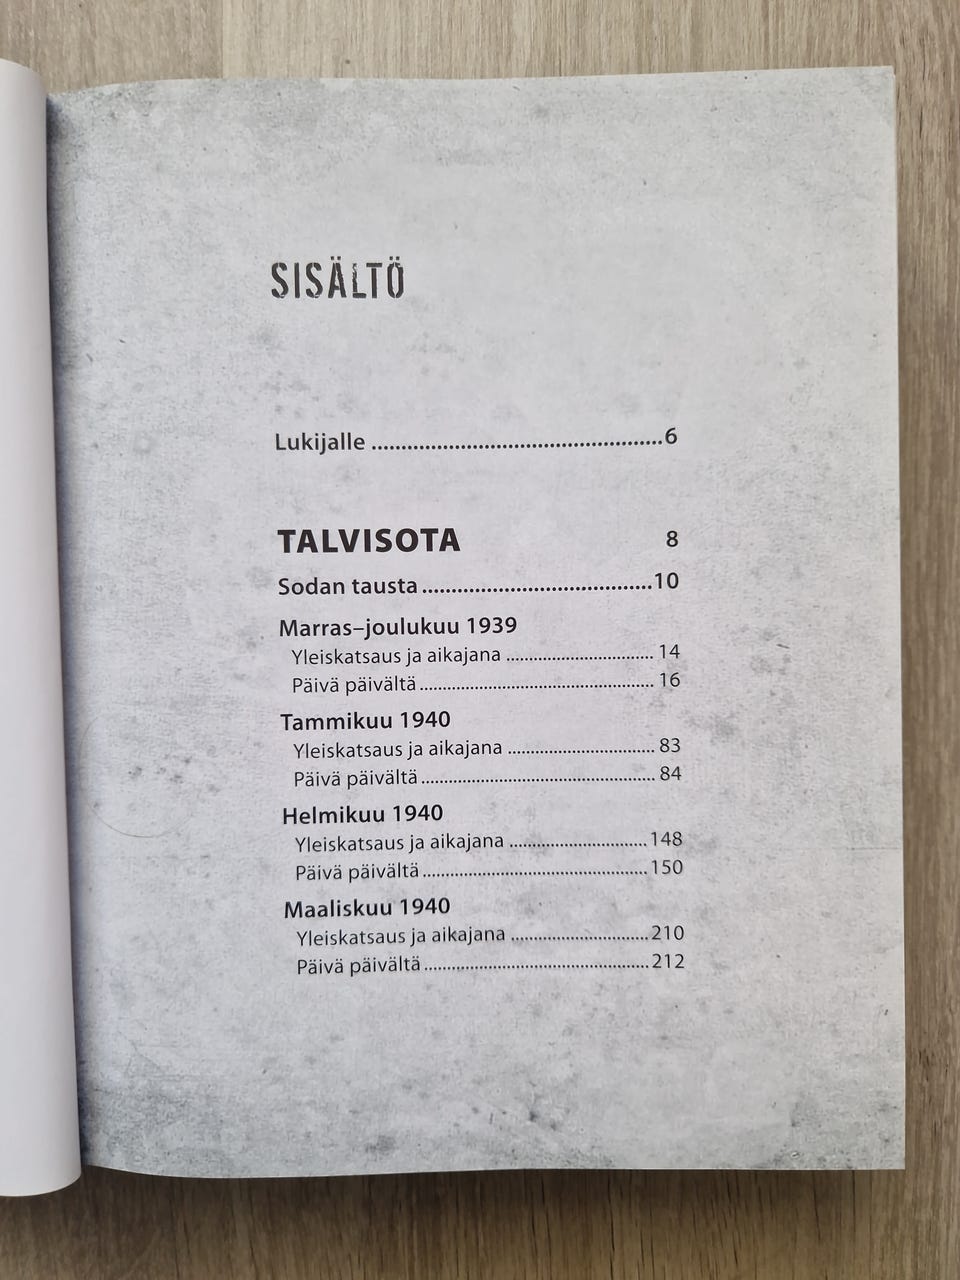 SISÄLTÖ
Lukijalle ................................................6
TALVISOTA 8
Sodan tausta ......................................10
Marras–joulukuu 1939
Yleiskatsaus ja aikajana ................................ 14
Päivä päivältä ................................................... 16
Tammikuu 1940
Yleiskatsaus ja aikajana ................................ 83
Päivä päivältä ................................................... 84
Helmikuu 1940
Yleiskatsaus ja aikajana ..............................148
Päivä päivältä .................................................150
Maaliskuu 1940
Yleiskatsaus ja aikajana ..............................210
Päivä päivältä .................................................212